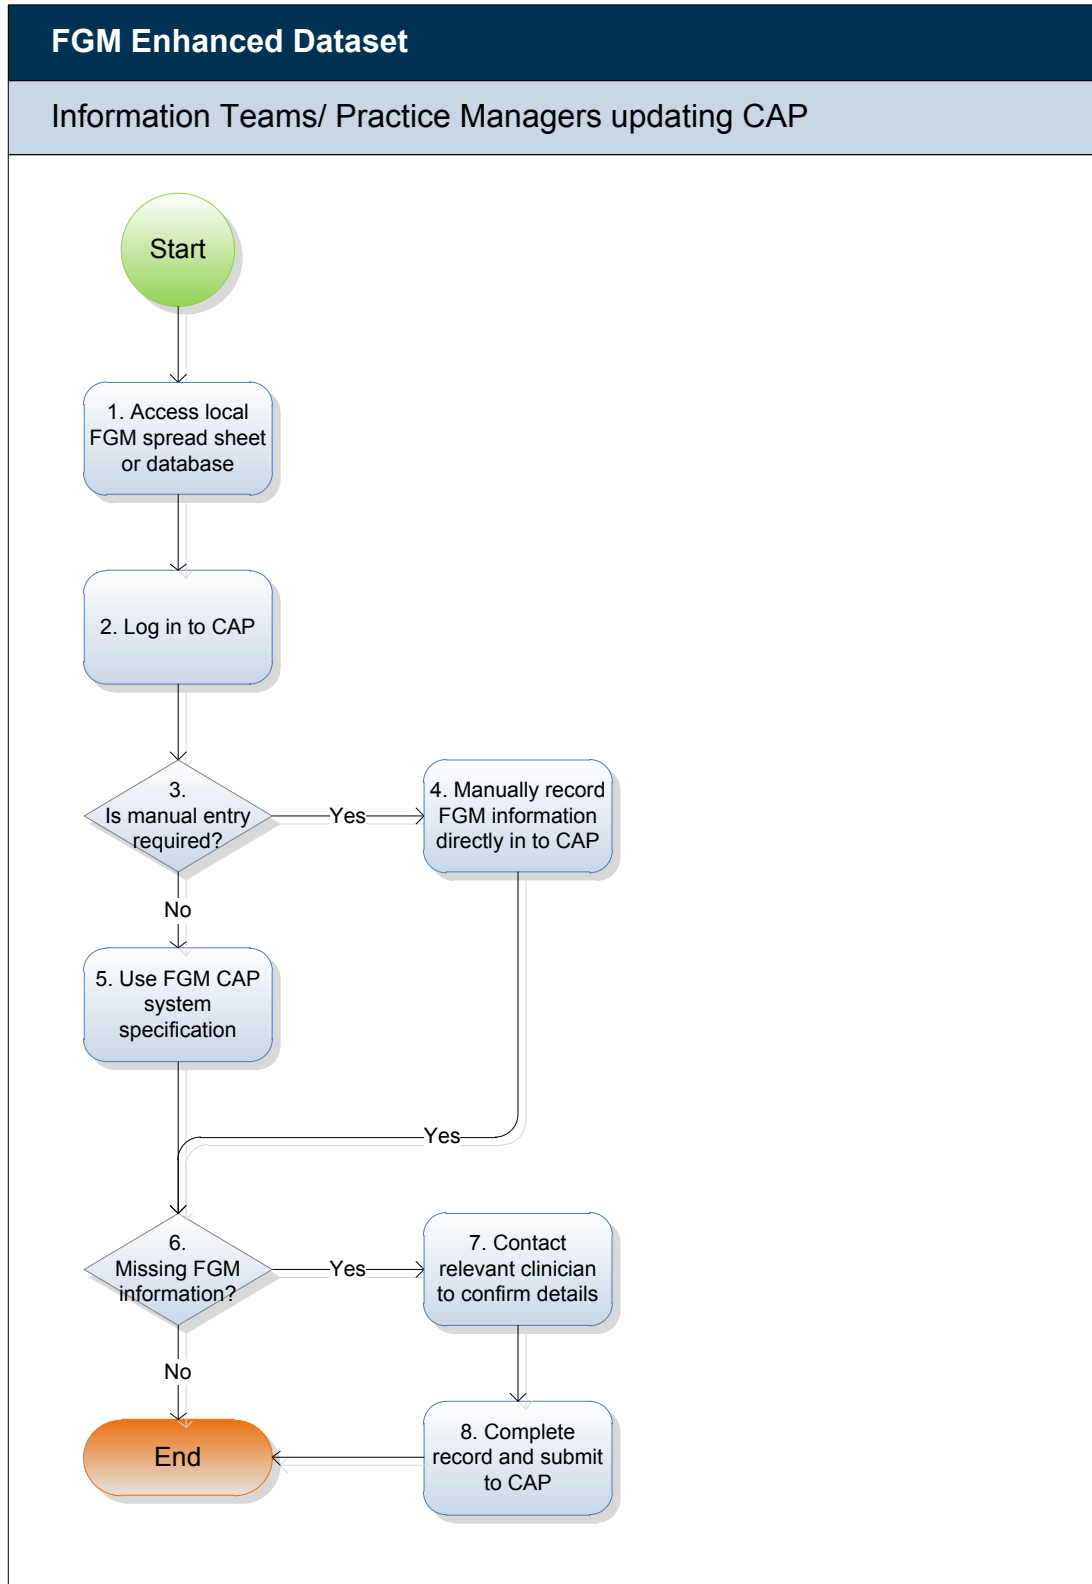 FGM Enhanced Dataset
Information Teams/ Practice Managers updating CAP
Start
1. Access local
FGM spread sheet
or database
2. Log in to CAP
3.
Is manual entry
required?
Yes
4. Manually record
FGM information
directly in to CAP
No
5. Use FGM CAP
system
specification
Yes
6.
Missing FGM
information?
Yes
7. Contact
relevant clinician
to confirm details
No
End
8. Complete
record and submit
to CAP